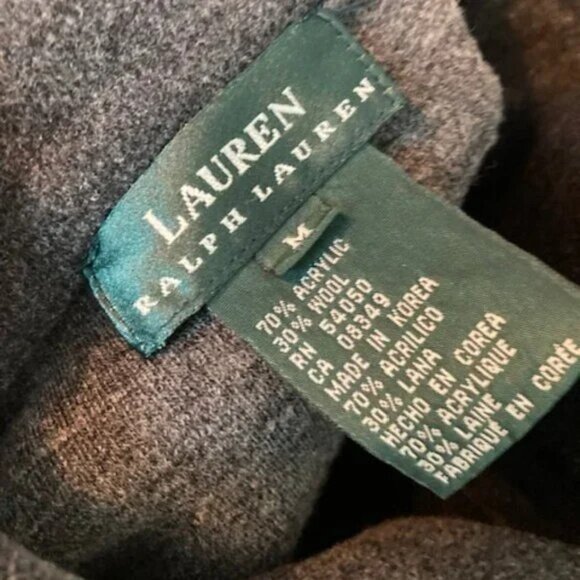 LAUREN
RALPH LAUREN
M
70% ACRYLIC
30% WOOL
RN 54050
CA 08349
MADE IN KOREA
70% ACRILICO
30% LANA
HECHO EN COREA
70% ACRYLIQUE
30% LAINE
FABRIQUÉ EN CORÉE